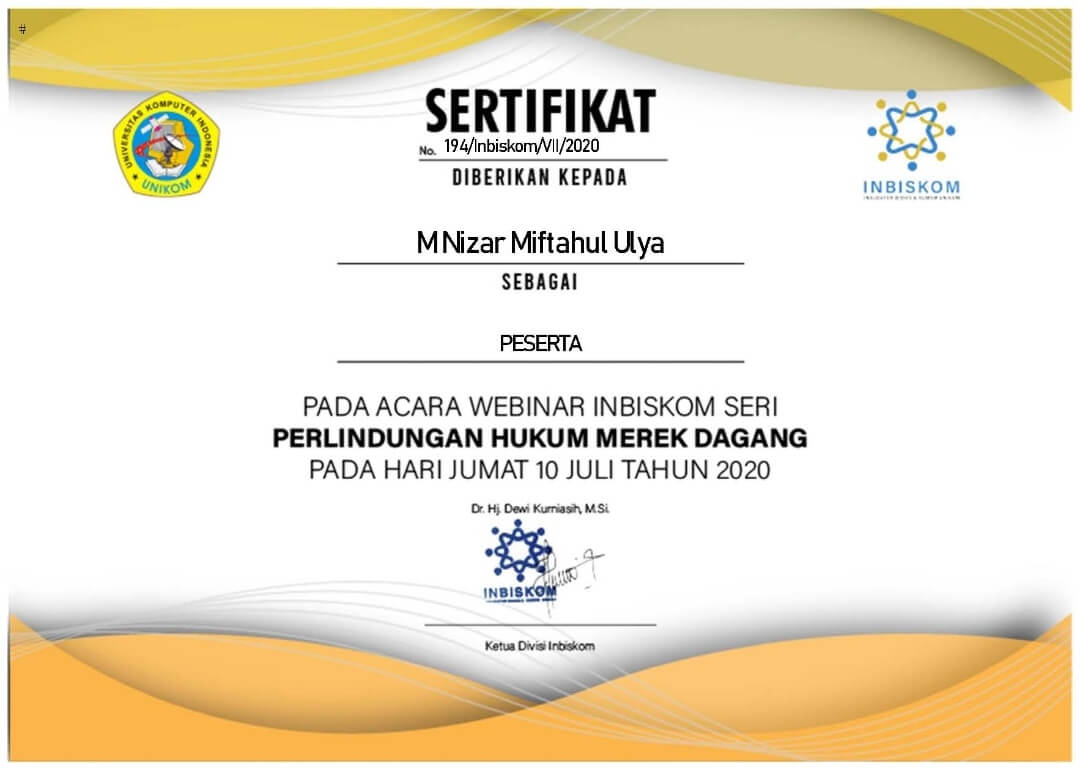 #
UNIVERSITAS KOMPUTER INDONESIA
UNIKOM
SERTIFIKAT
No. 194/Inbiskom/VII/2020
DIBERIKAN KEPADA
INBISKOM
M Nizar Miftahul Ulya
SEBAGAI
PESERTA
PADA ACARA WEBINAR INBISKOM SERI
PERLINDUNGAN HUKUM MEREK DAGANG
PADA HARI JUMAT 10 JULI TAHUN 2020
Dr. Hj. Dewi Kurniasih, M.Si.
INBISKOM
Ketua Divisi Inbiskom